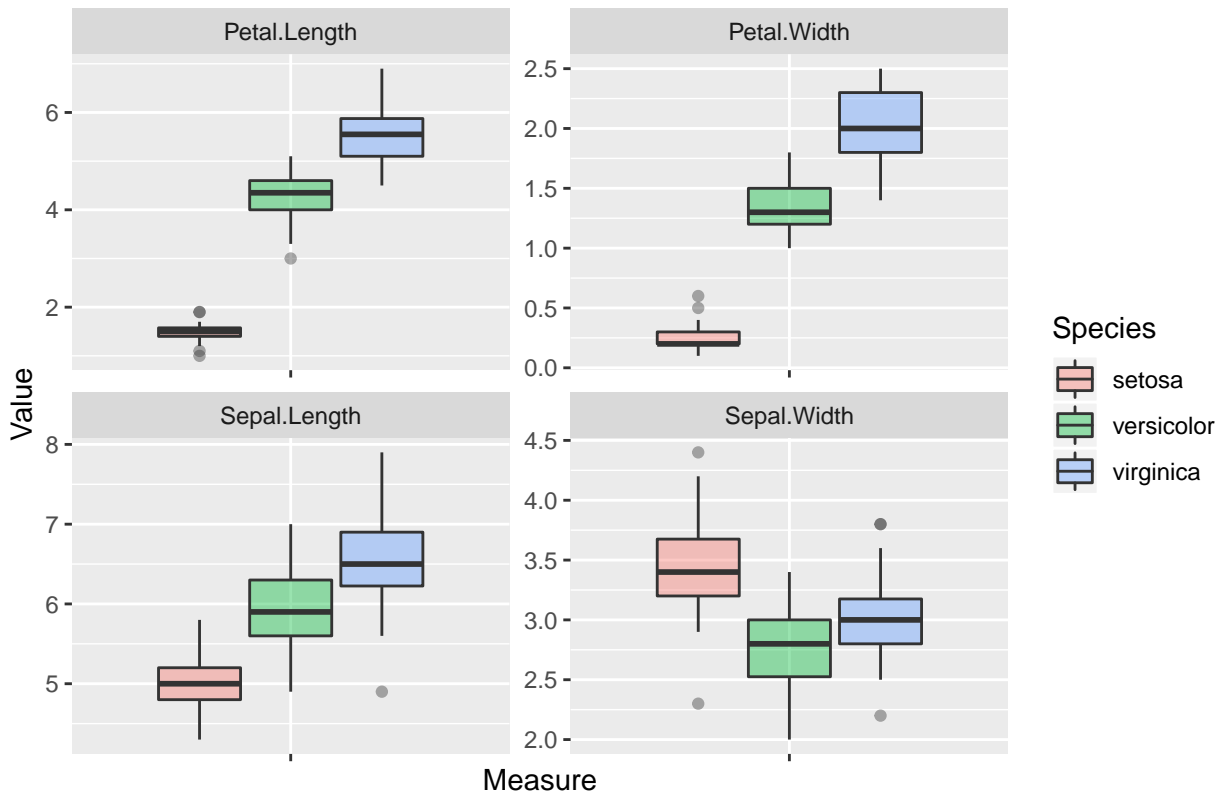 Petal.Length
Petal.Width
6
4
2
2.5
2.0
1.5
1.0
0.5
0.0
Sepal.Length
Sepal.Width
8
7
6
5
4.5
4.0
3.5
3.0
2.5
2.0
Value
Measure
Species
setosa
versicolor
virginica